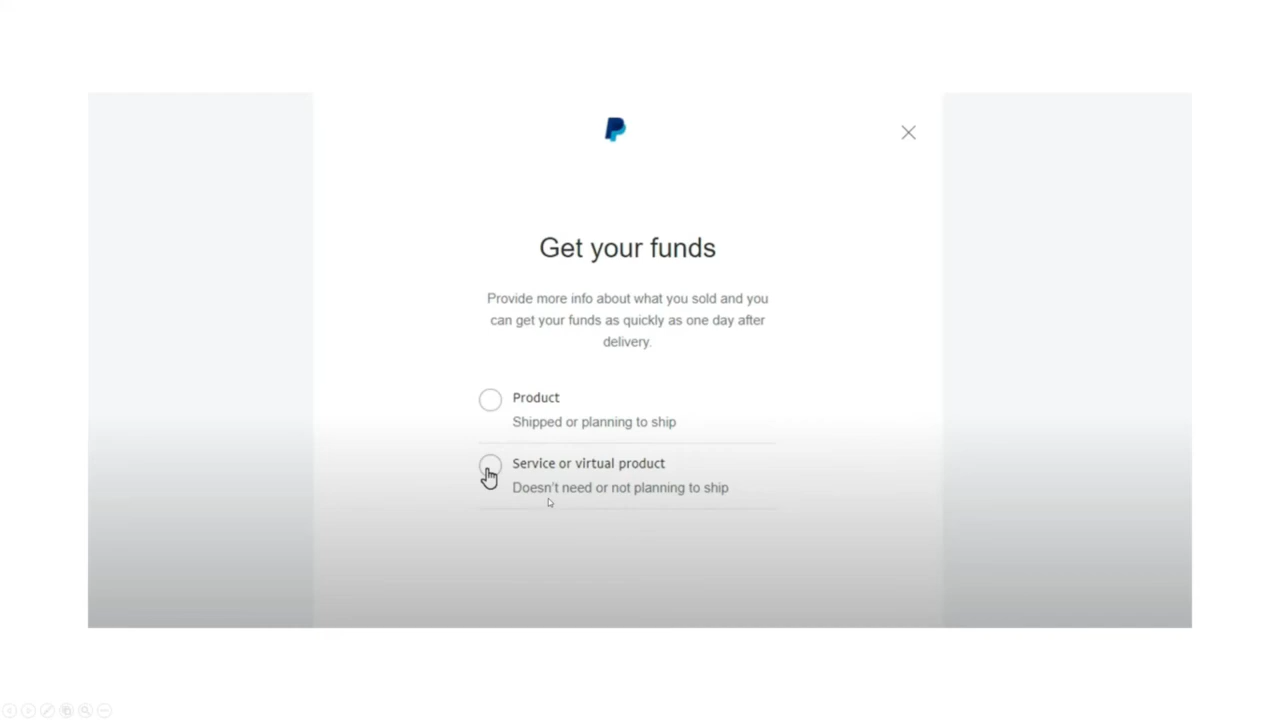 Get your funds
Provide more info about what you sold and you
can get your funds as quickly as one day after
delivery.
Product
Shipped or planning to ship
Service or virtual product
Doesn't need or not planning to ship